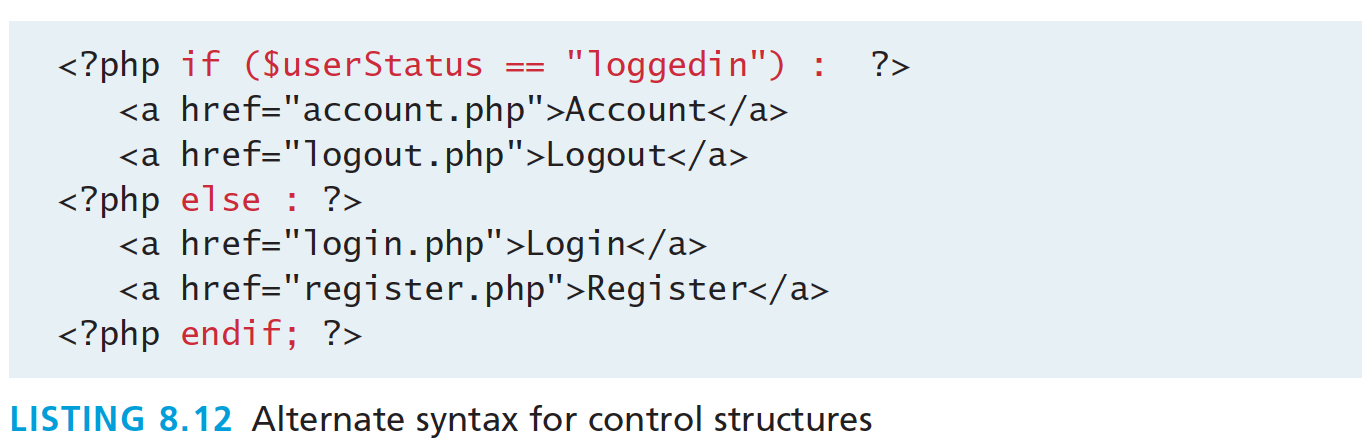 <?php if ($userStatus == "loggedin") :  ?>
   <a href="account.php">Account</a>
   <a href="logout.php">Logout</a>
<?php else : ?>
   <a href="login.php">Login</a>
   <a href="register.php">Register</a>
<?php endif; ?>
LISTING 8.12 Alternate syntax for control structures